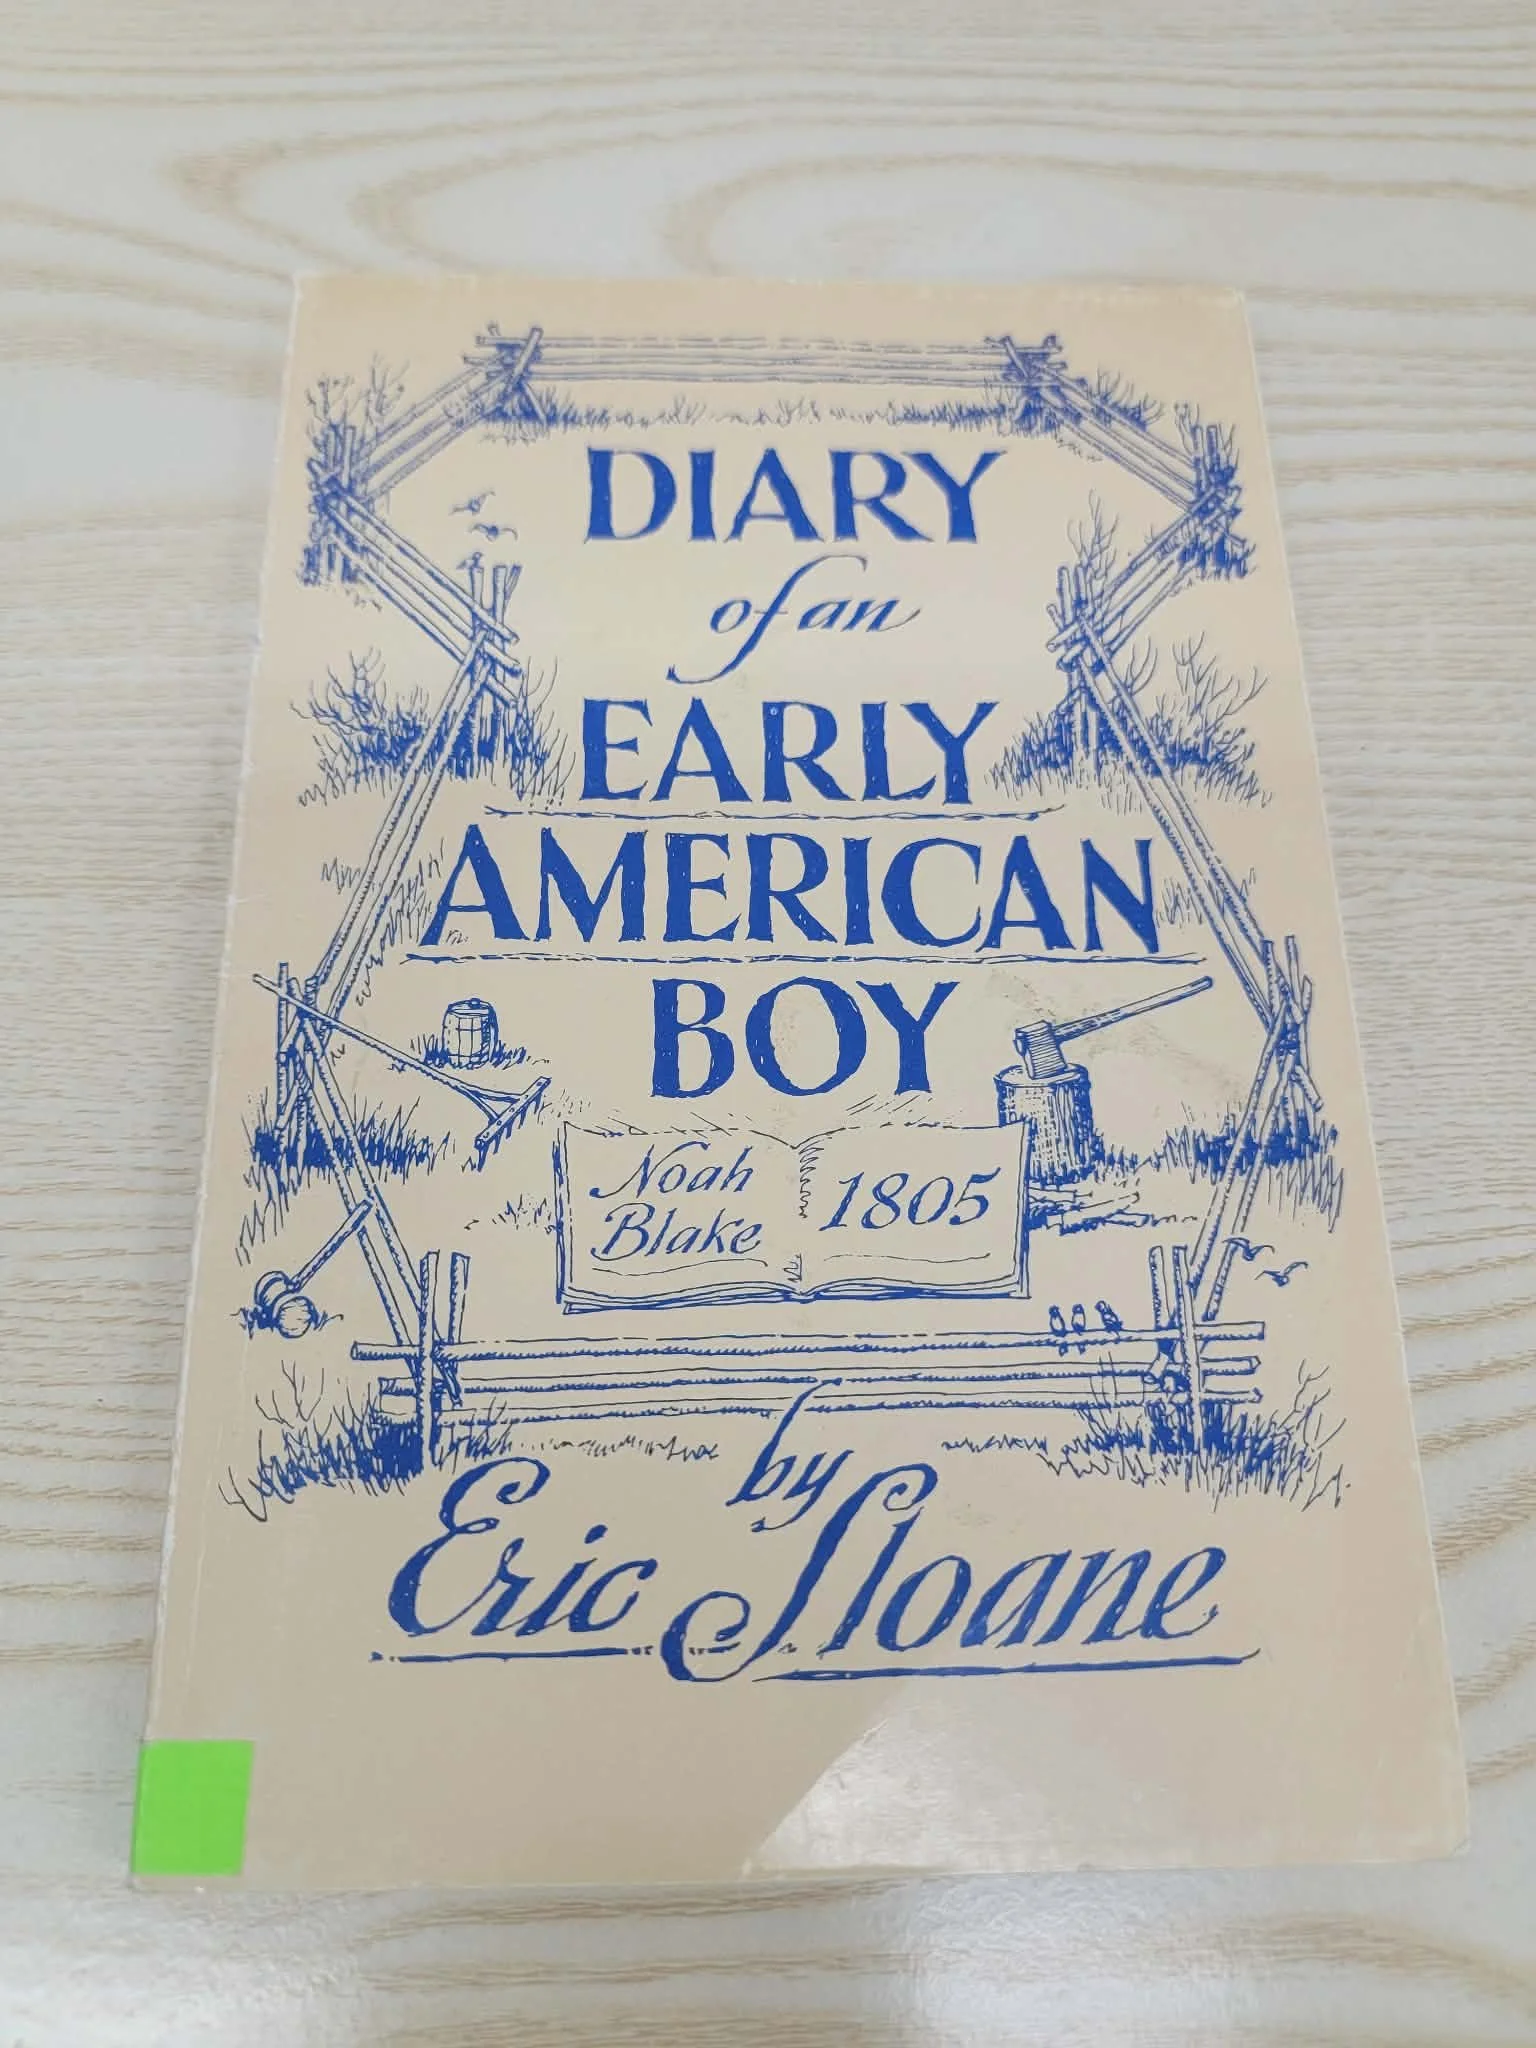 DIARY
of an
EARLY
AMERICAN
BOY
Noah
Blake
1805
by
Eric Sloane